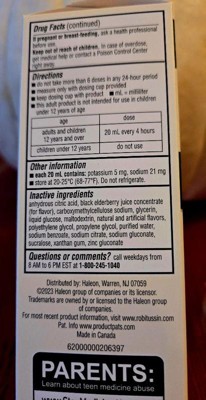 Drug Facts (continued)
If pregnant or breast-feeding, ask a health professional
before use.
Keep out of reach of children. In case of overdose,
get medical help or contact a Poison Control Center
right away.
Directions
■ do not take more than 6 doses in any 24-hour period
■ measure only with dosing cup provided
■ keep dosing cup with product ■ mL = milliliter
■ this adult product is not intended for use in children
under 12 years of age
age dose
adults and children
12 years and over 20 mL every 4 hours
children under 12 years do not use
Other information
■ each 20 mL contains: potassium 5 mg, sodium 21 mg
■ store at 20-25°C (68-77°F). Do not refrigerate.
Inactive ingredients
anhydrous citric acid, black elderberry juice concentrate
(for flavor), carboxymethylcellulose sodium, glycerin,
liquid glucose, maltodextrin, natural and artificial flavors,
polyethylene glycol, propylene glycol, purified water,
sodium benzoate, sodium citrate, sodium gluconate,
sucralose, xanthan gum, zinc gluconate
Questions or comments? call weekdays from
8 AM to 6 PM EST at 1-800-245-1040
Distributed by: Haleon, Warren, NJ 07059
©2023 Haleon group of companies or its licensor.
Trademarks are owned by or licensed to the Haleon group
of companies.
For most recent product information, visit www.robitussin.com
Pat. Info www.productpats.com
Made in Canada
62000000206397
PARENTS:
Learn about teen medicine abuse